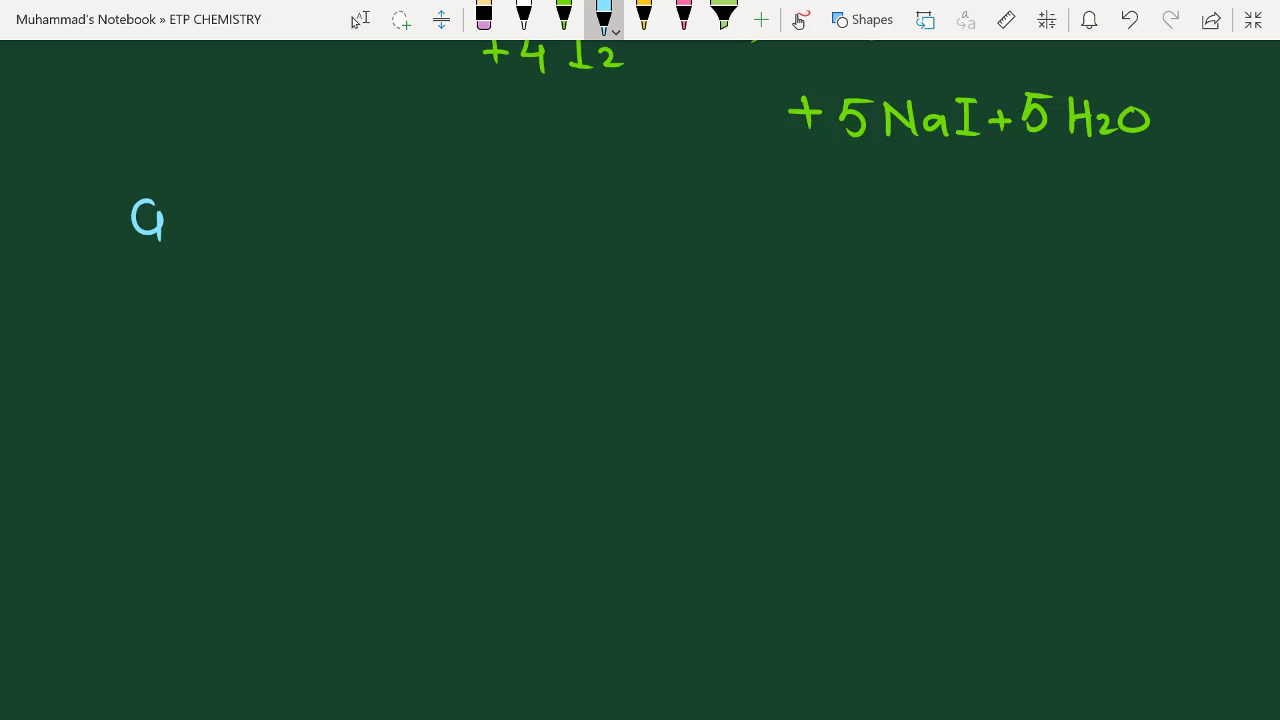 Muhammad's Notebook » ETP CHEMISTRY
Shapes
+ 4 I2
+ 5 NaI + 5 H2O
G